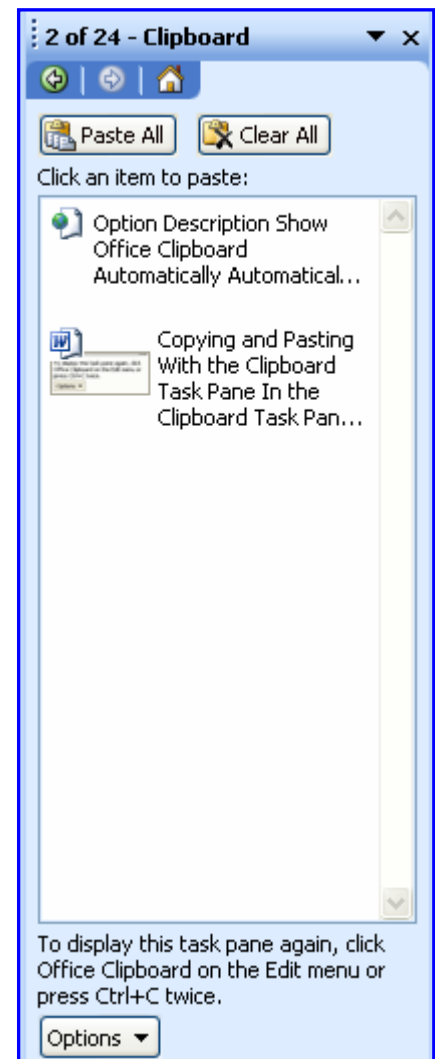 2 of 24 - Clipboard
Paste All
Clear All
Click an item to paste:
Option Description Show
Office Clipboard
Automatically Automatical...
Copying and Pasting
With the Clipboard
Task Pane In the
Clipboard Task Pan...
To display this task pane again, click
Office Clipboard on the Edit menu or
press Ctrl+C twice.
Options